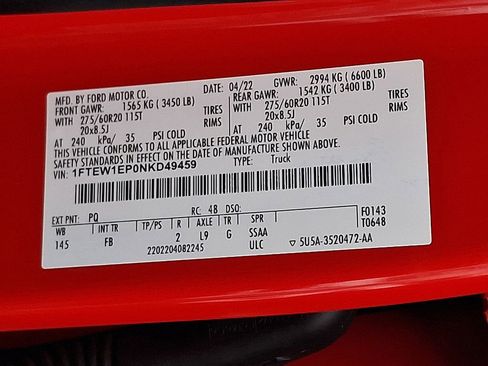 MFD. BY FORD MOTOR CO. DATE: 04/22 GVWR: 2994 KG ( 6600 LB)
FRONT GAWR: 1565 KG ( 3450 LB) REAR GAWR: 1542 KG ( 3400 LB)
WITH 275/60R20 115T TIRES WITH 275/60R20 115T TIRES
20x8.5J RIMS 20x8.5J RIMS
AT 240 kPa/ 35 PSI COLD AT 240 kPa/ 35 PSI COLD
THIS VEHICLE CONFORMS TO ALL APPLICABLE FEDERAL MOTOR VEHICLE
SAFETY STANDARDS IN EFFECT ON THE DATE OF MANUFACTURE SHOWN ABOVE.
VIN: 1FTEW1EP0NKD49459 TYPE: Truck
EXT PNT: PQ RC: 4B DSO: F0143
WB INT TR TP/PS R AXLE TR SPR T0648
145 FB 2 L9 G SSAA
ULC 5U5A-3520472-AA
2202204082245